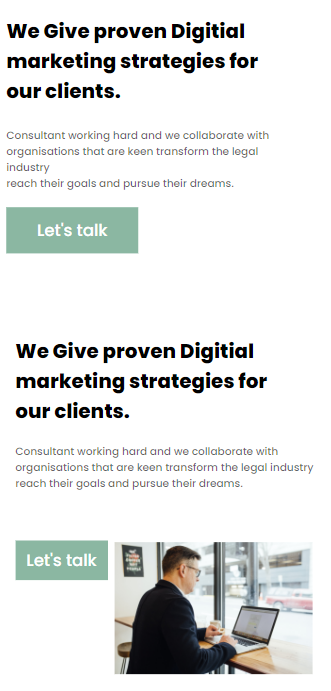 We Give proven Digitial
marketing strategies for
our clients.
Consultant working hard and we collaborate with
organisations that are keen transform the legal
industry
reach their goals and pursue their dreams.
Let's talk
We Give proven Digitial
marketing strategies for
our clients.
Consultant working hard and we collaborate with
organisations that are keen transform the legal industry
reach their goals and pursue their dreams.
Let's talk